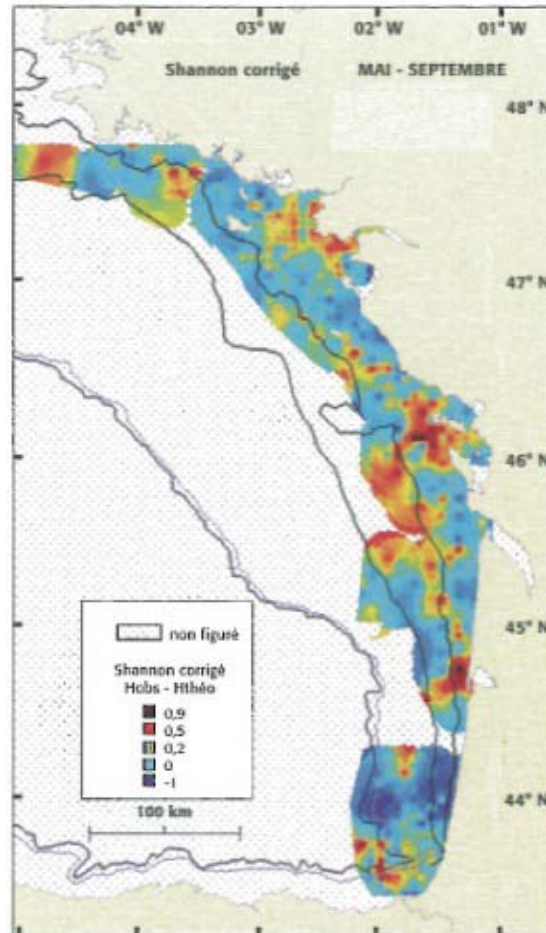 04° W 03° W 02° W 01° W
Shannon corrigé MAI - SEPTEMBRE
48° N
47° N
46° N
45° N
44° N
non figuré
Shannon corrigé
Hobs - Hthéo
0,9
0,5
0,2
0
-1
100 km